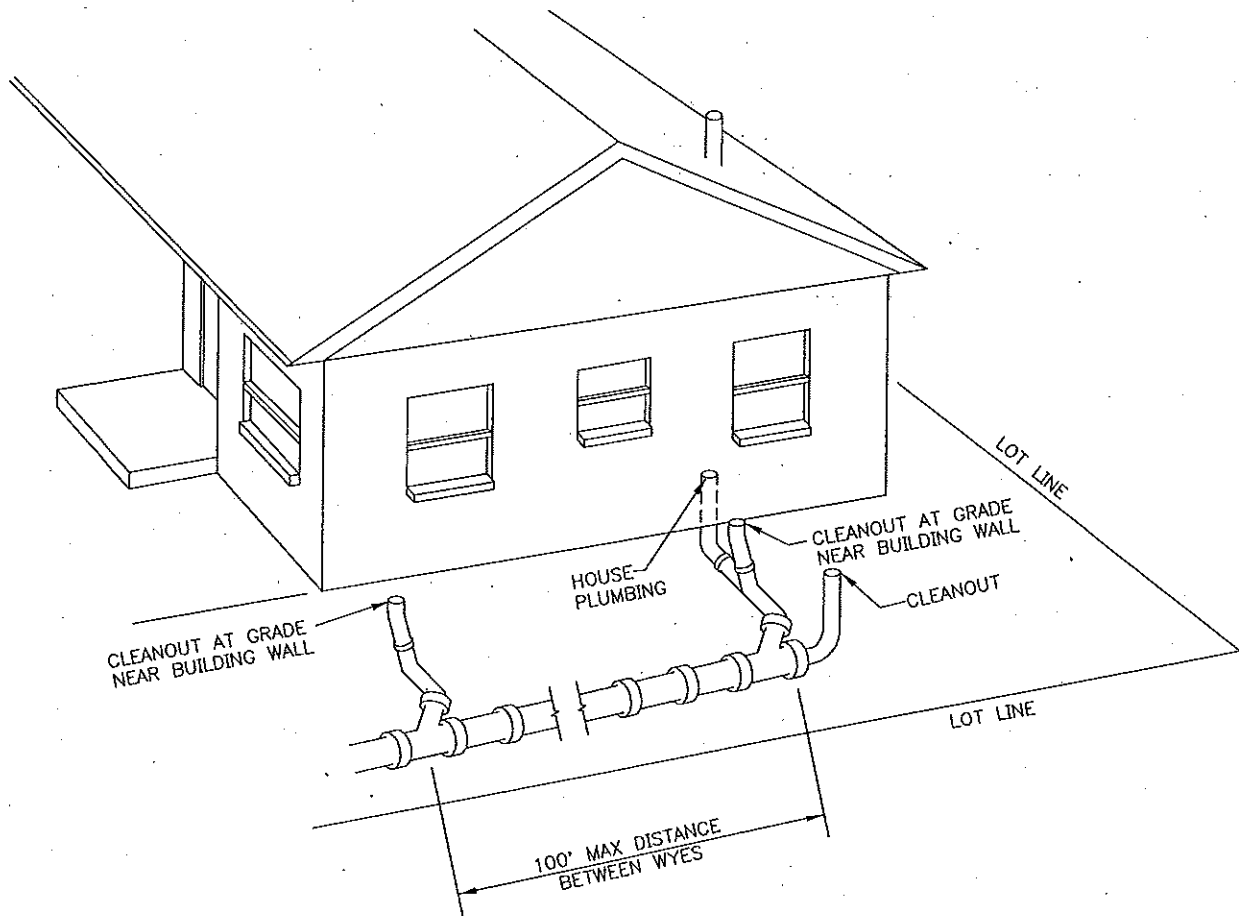 LOT LINE
CLEANOUT AT GRADE
NEAR BUILDING WALL
HOUSE
PLUMBING
CLEANOUT
CLEANOUT AT GRADE
NEAR BUILDING WALL
LOT LINE
100' MAX DISTANCE
BETWEEN WYES